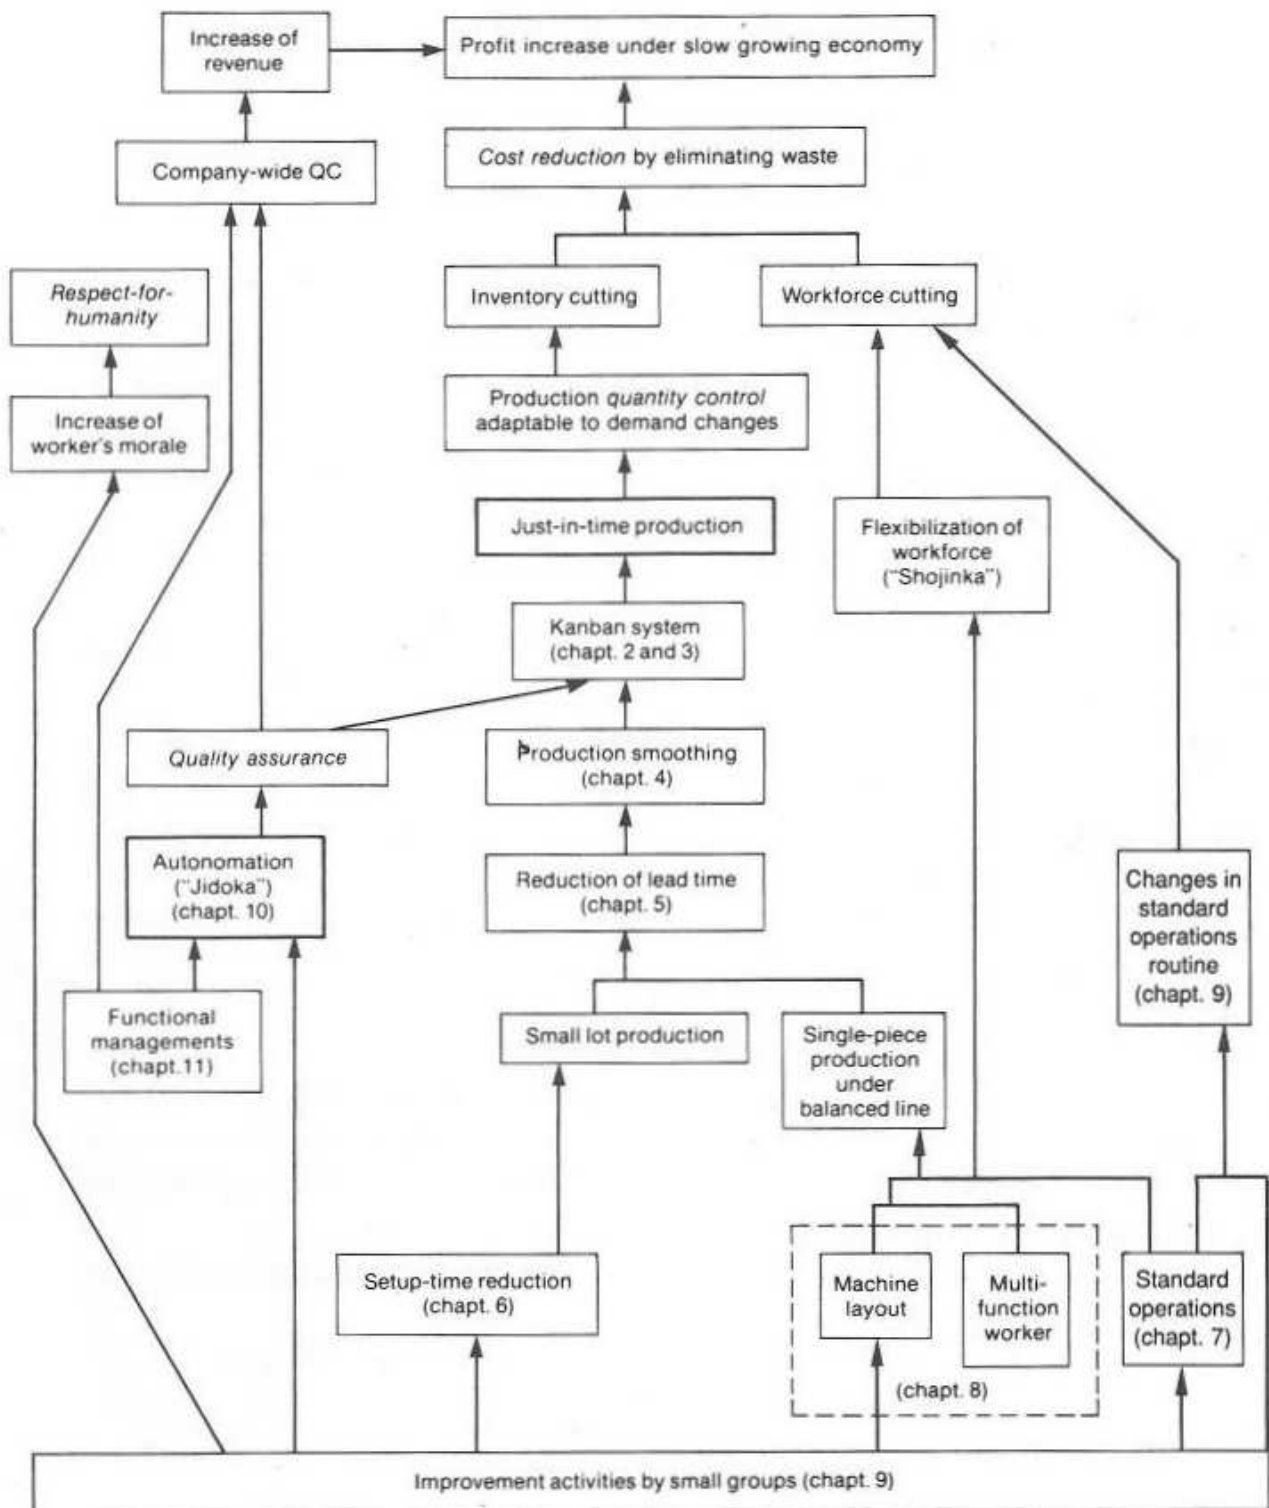 Increase of
revenue
Profit increase under slow growing economy
Company-wide QC
Cost reduction by eliminating waste
Respect-for-
humanity
Inventory cutting
Workforce cutting
Increase of
worker's morale
Production quantity control
adaptable to demand changes
Just-in-time production
Flexibilization of
workforce
("Shojinka")
Kanban system
(chapt. 2 and 3)
Quality assurance
Production smoothing
(chapt. 4)
Autonomation
("Jidoka")
(chapt. 10)
Reduction of lead time
(chapt. 5)
Changes in
standard
operations
routine
(chapt. 9)
Functional
managements
(chapt.11)
Small lot production
Single-piece
production
under
balanced line
Setup-time reduction
(chapt. 6)
Machine
layout
Multi-
function
worker
(chapt. 8)
Standard
operations
(chapt. 7)
Improvement activities by small groups (chapt. 9)